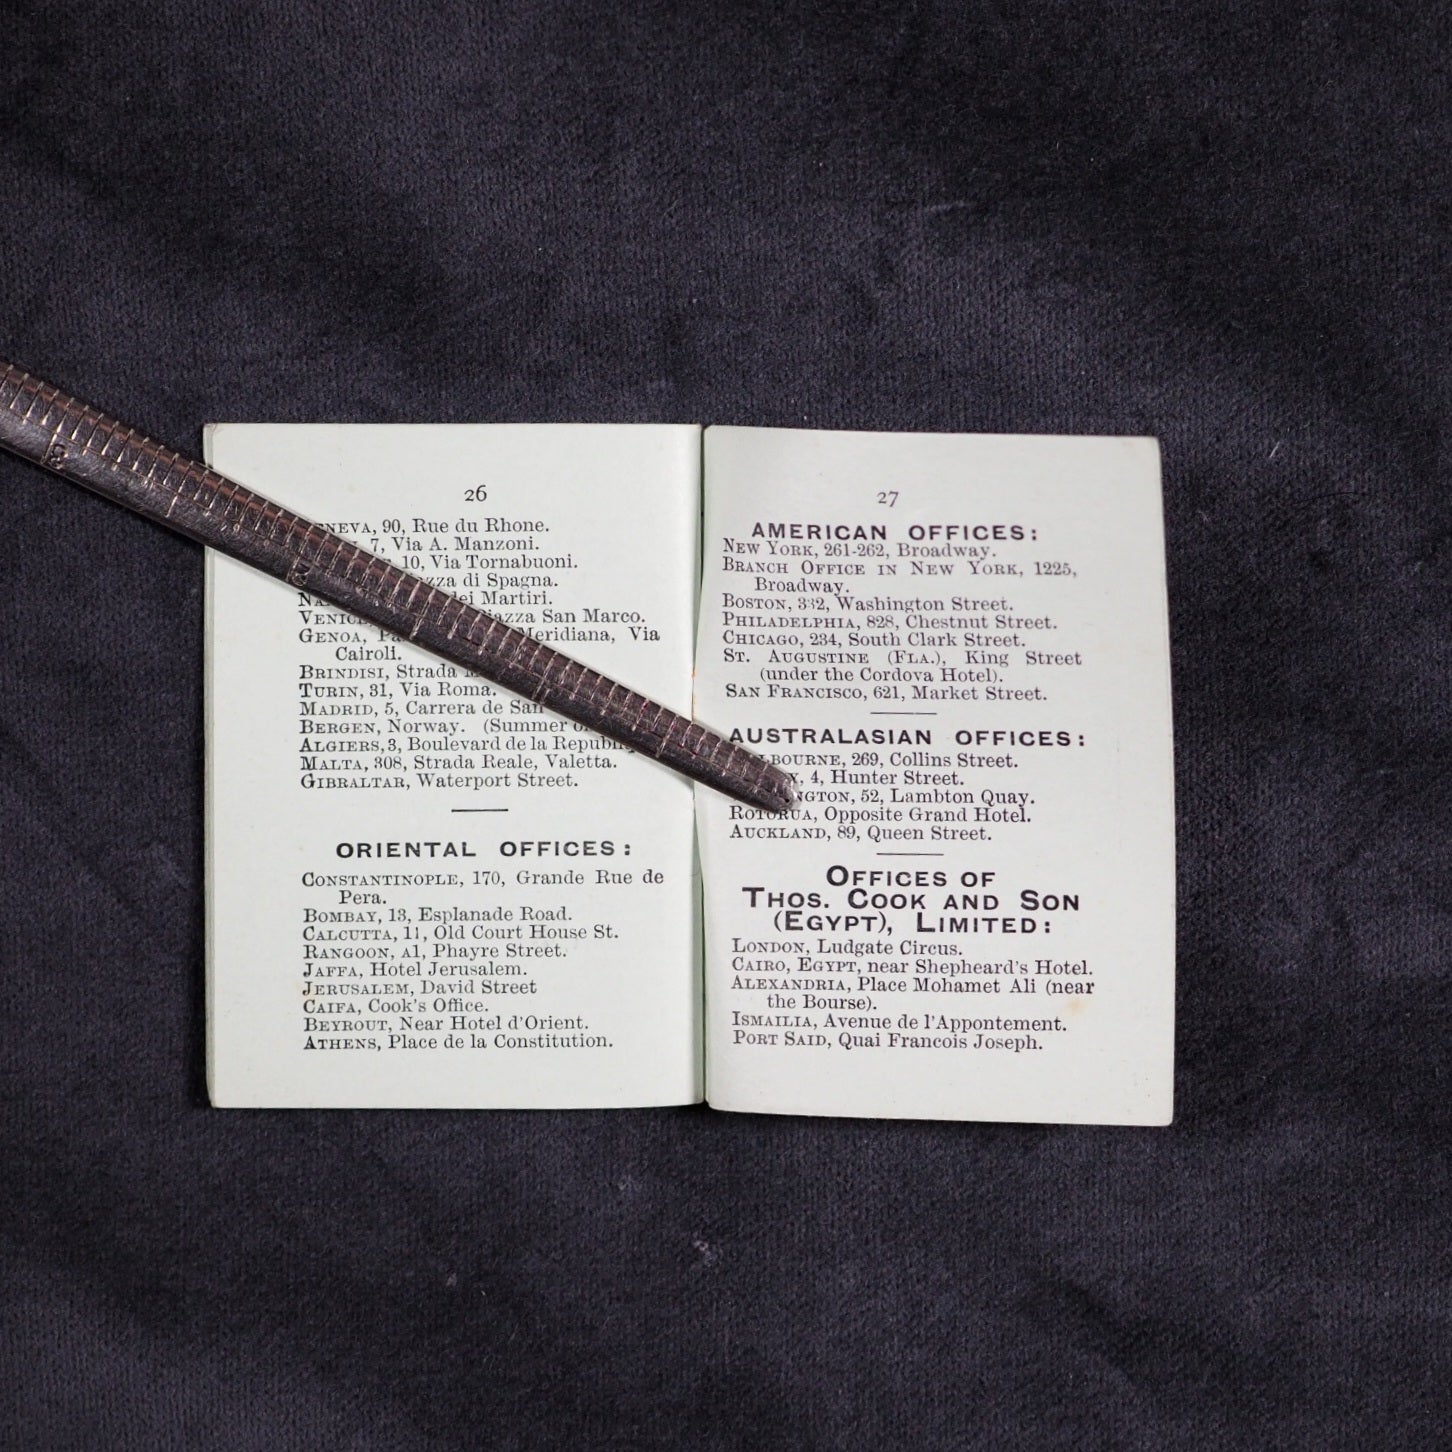 26
90, Rue du Rhone.
7, Via A. Manzoni.
10, Via Tornabuoni.
di Spagna.
dei Martiri.
San Marco.
GENOA, Meridiana, Via
Cairoli.
BRINDISI, Strada
TURIN, 31, Via Roma.
MADRID, 5, Carrera de San
BERGEN, Norway. (Summer
ALGIERS, 3, Boulevard de la
MALTA, 308, Strada Reale, Valetta.
GIBRALTAR, Waterport Street.
ORIENTAL OFFICES:
CONSTANTINOPLE, 170, Grande Rue de
Pera.
BOMBAY, 13, Esplanade Road.
CALCUTTA, 11, Old Court House St.
RANGOON, A1, Phayre Street.
JAFFA, Hotel Jerusalem.
JERUSALEM, David Street
CAIFA, Cook's Office.
BEYROUT, Near Hotel d'Orient.
ATHENS, Place de la Constitution.
27
AMERICAN OFFICES:
NEW YORK, 261-262, Broadway.
BRANCH OFFICE IN NEW YORK, 1225,
Broadway.
BOSTON, 332, Washington Street.
PHILADELPHIA, 828, Chestnut Street.
CHICAGO, 234, South Clark Street.
ST. AUGUSTINE (FLA.), King Street
(under the Cordova Hotel).
SAN FRANCISCO, 621, Market Street.
AUSTRALASIAN OFFICES:
269, Collins Street.
4, Hunter Street.
52, Lambton Quay.
ROTORUA, Opposite Grand Hotel.
AUCKLAND, 89, Queen Street.
OFFICES OF
THOS. COOK AND SON
(EGYPT), LIMITED:
LONDON, Ludgate Circus.
CAIRO, EGYPT, near Shepheard's Hotel.
ALEXANDRIA, Place Mohamet Ali (near
the Bourse).
ISMAILIA, Avenue de l'Appontement.
PORT SAID, Quai Francois Joseph.